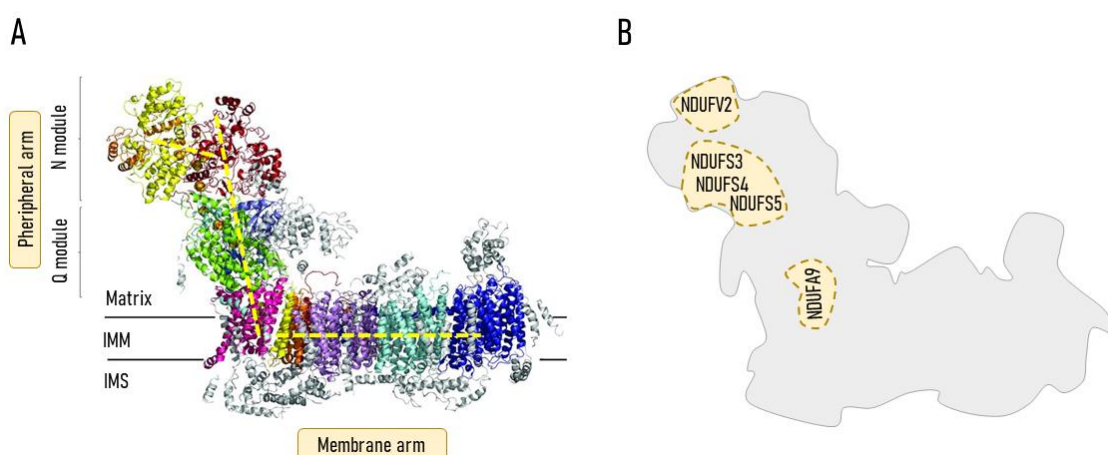 A
Pheripheral arm
N module
Q module
Matrix
IMM
IMS
Membrane arm
B
NDUFV2
NDUFS3
NDUFS4
NDUFS5
NDUFA9